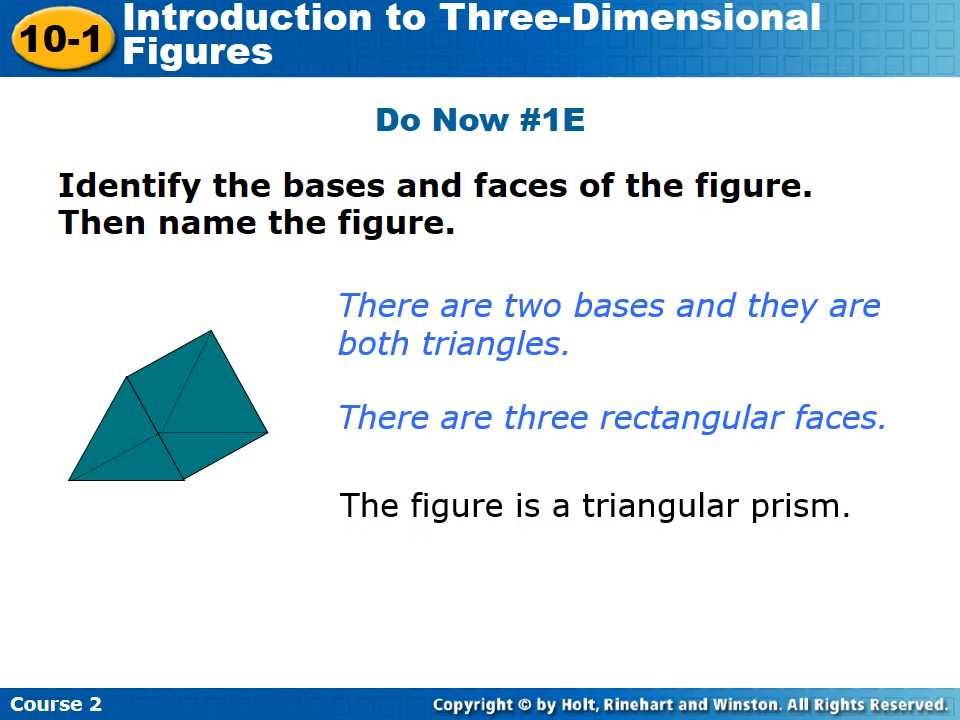 10-1
Introduction to Three-Dimensional
Figures
Do Now #1E
Identify the bases and faces of the figure.
Then name the figure.
There are two bases and they are
both triangles.
There are three rectangular faces.
The figure is a triangular prism.
Course 2
Copyright © by Holt, Rinehart and Winston. All Rights Reserved.